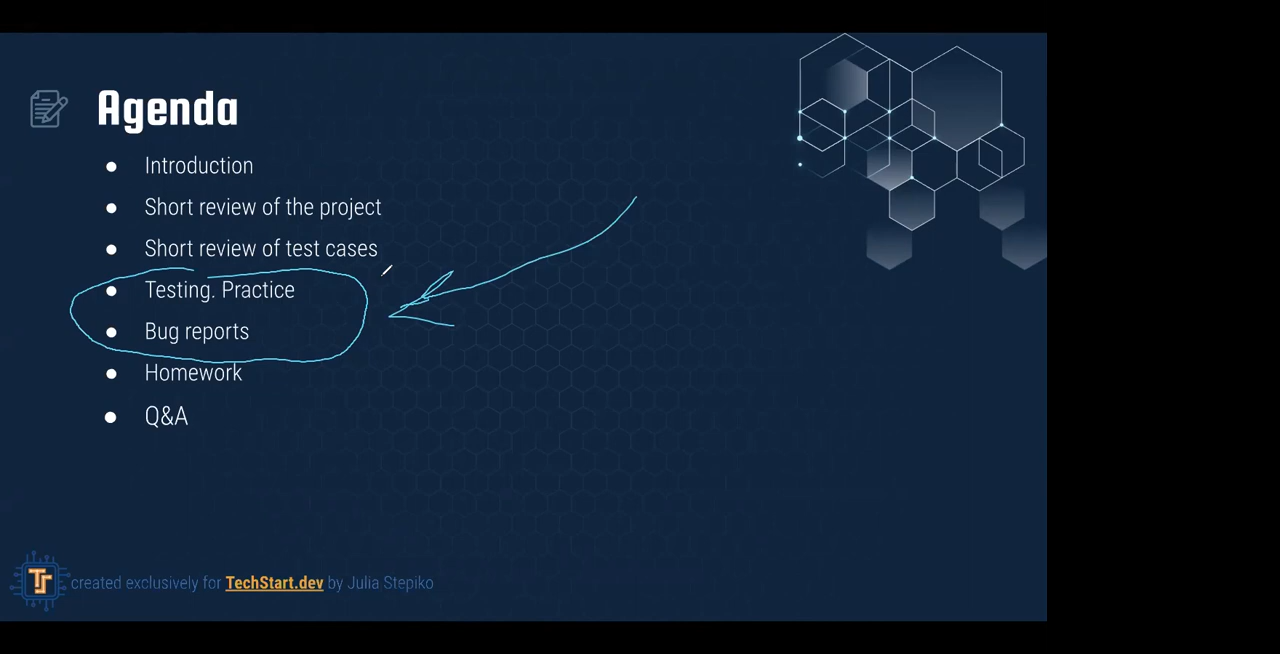 Agenda
● Introduction
● Short review of the project
● Short review of test cases
● Testing. Practice
● Bug reports
● Homework
● Q&A
TS created exclusively for TechStart.dev by Julia Stepiko